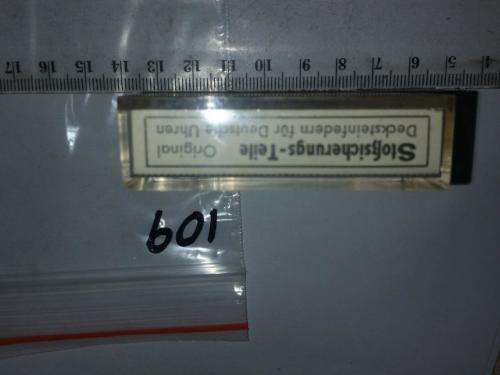 Stoßsicherungs-Teile Original
Decksteinfedern für Deutsche Uhren
601
4 5 6 7 8 9 10 11 12 13 14 15 16 17